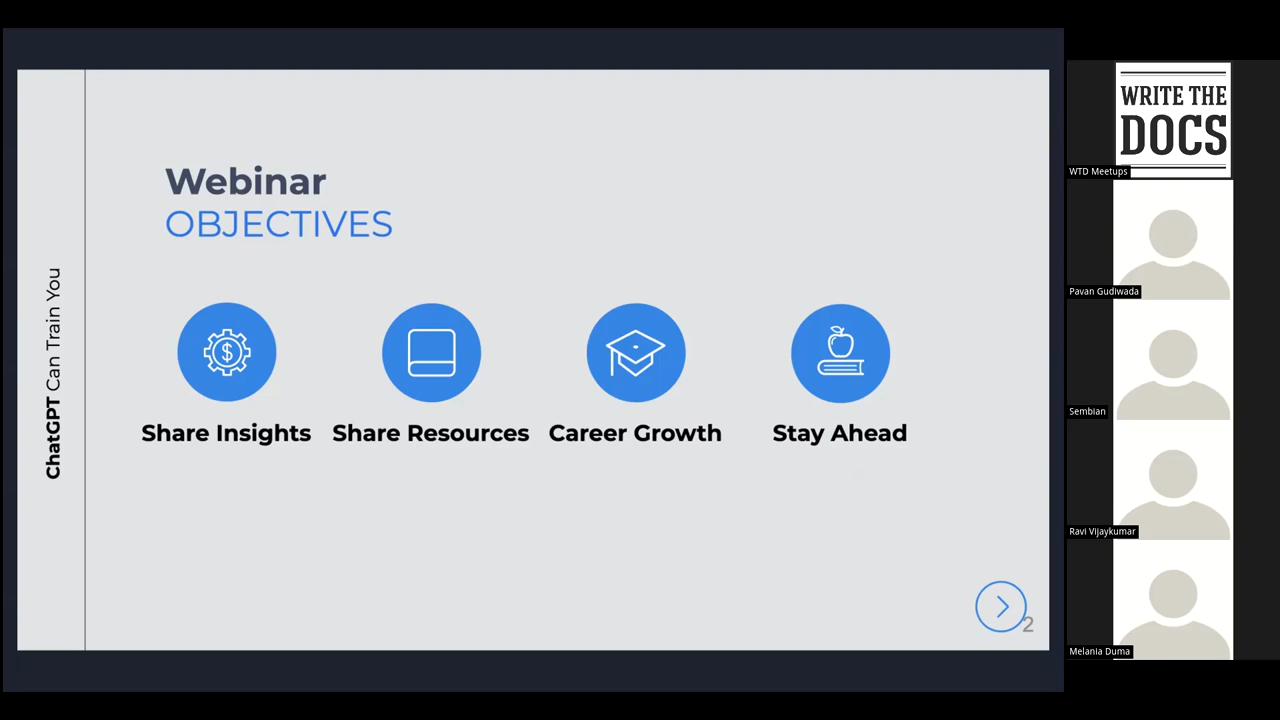 ChatGPT Can Train You
Webinar
OBJECTIVES
$
Share Insights
Share Resources
Career Growth
Stay Ahead
2
WRITE THE
DOCS
WTD Meetups
Pavan Gudiwada
Sembian
Ravi Vijaykumar
Melania Duma